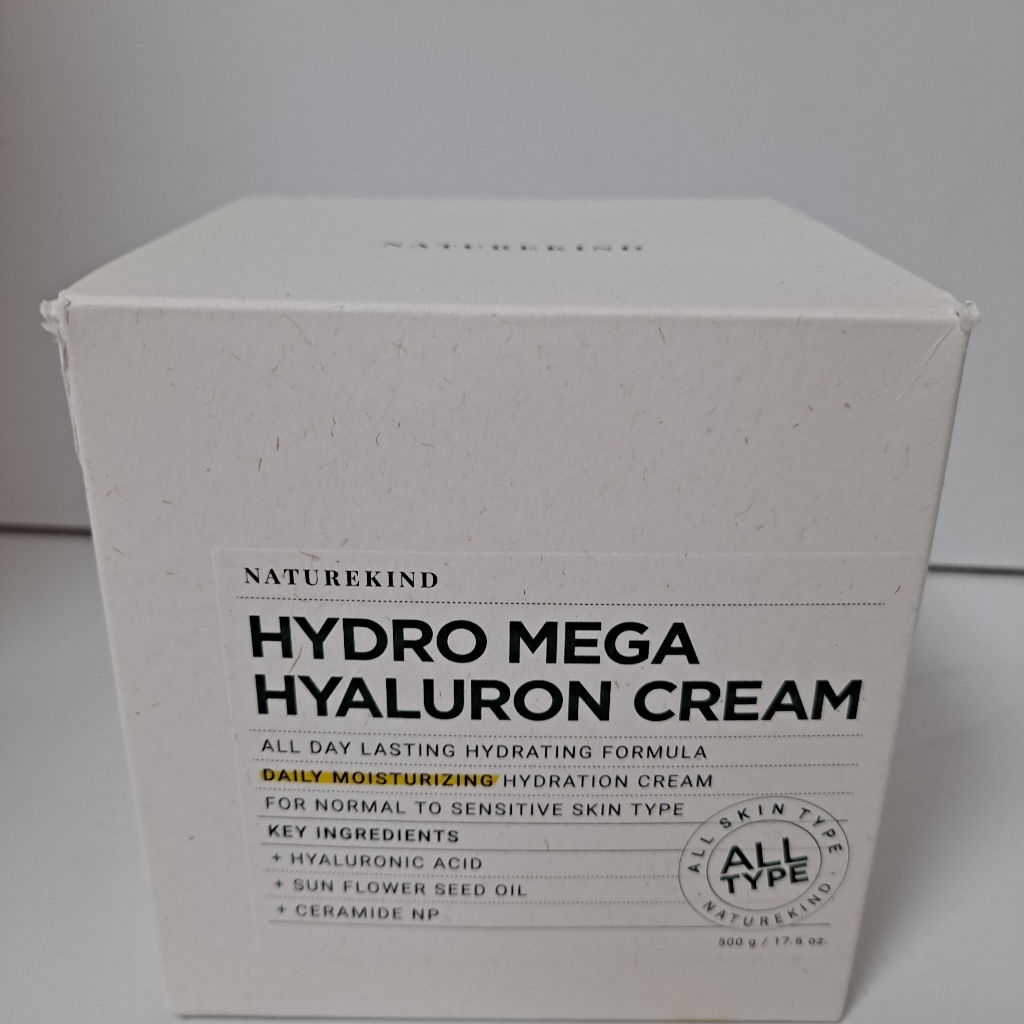 NATUREKIND
NATUREKIND
HYDRO MEGA
HYALURON CREAM
ALL DAY LASTING HYDRATING FORMULA
DAILY MOISTURIZING HYDRATION CREAM
FOR NORMAL TO SENSITIVE SKIN TYPE
KEY INGREDIENTS
+ HYALURONIC ACID
+ SUN FLOWER SEED OIL
+ CERAMIDE NP
ALL SKIN TYPE
ALL
TYPE
· NATUREKIND ·
500 g / 17.6 oz.